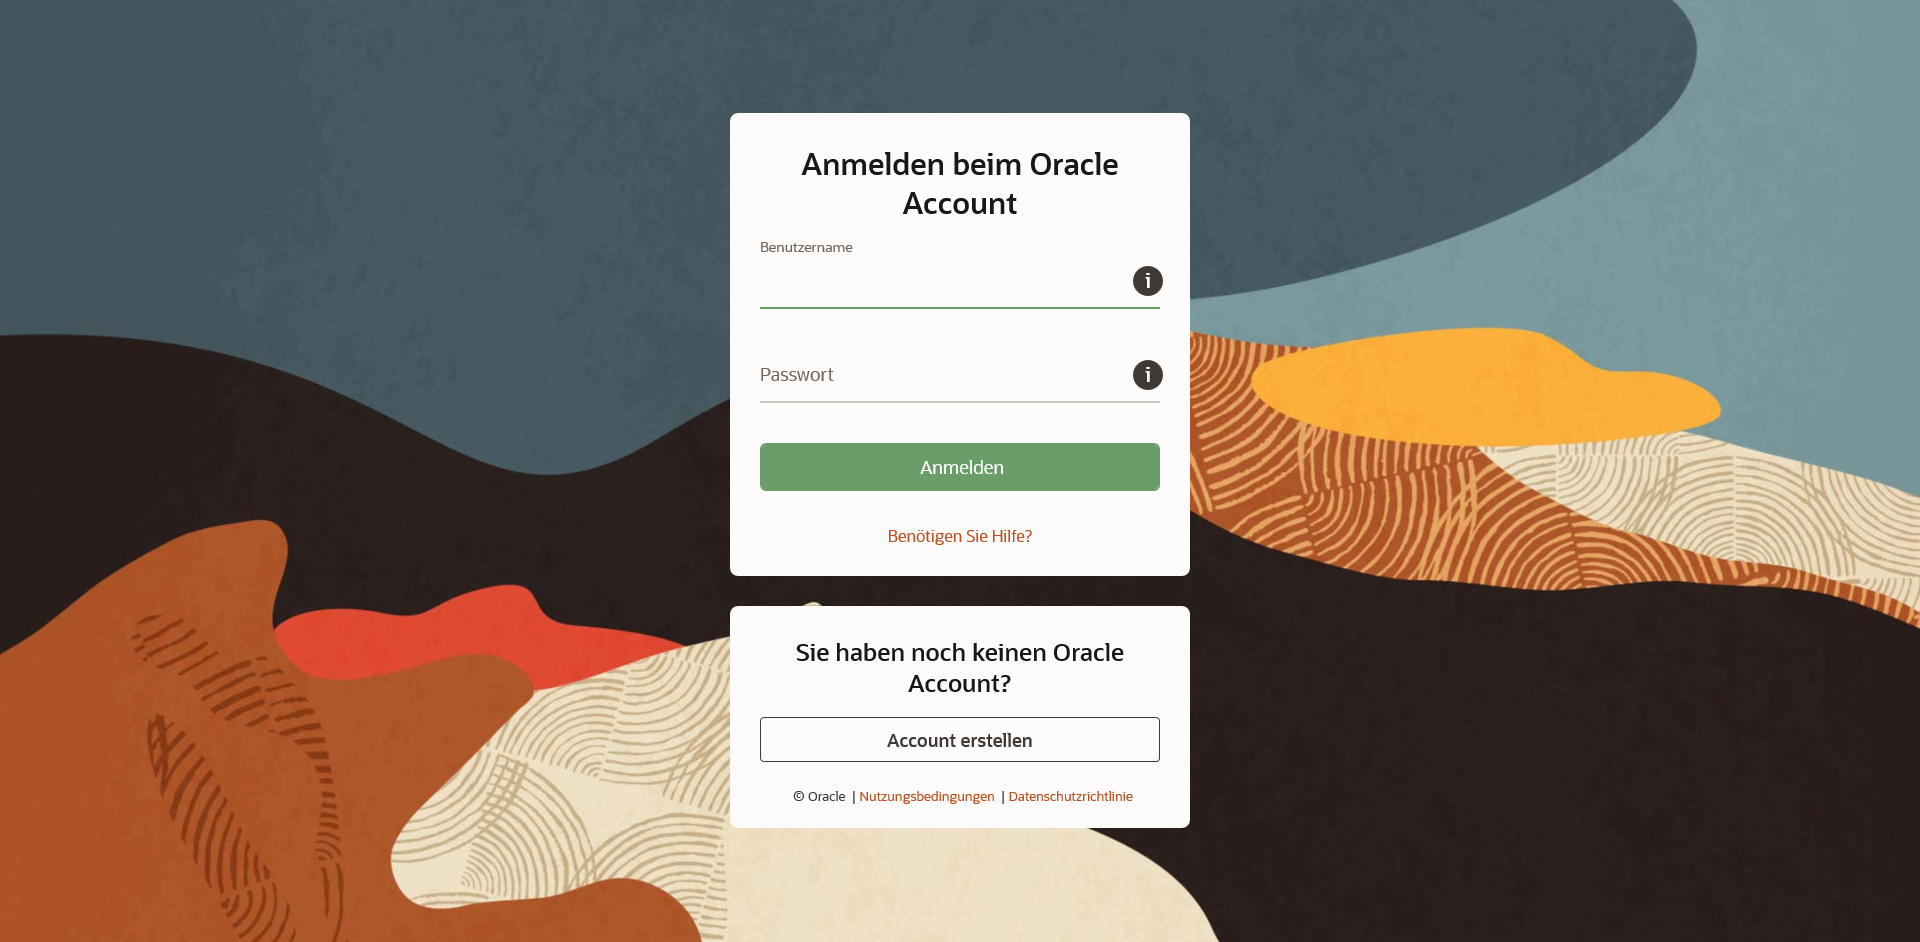 Anmelden beim Oracle
Account
Benutzername
i
Passwort
i
Anmelden
Benötigen Sie Hilfe?
Sie haben noch keinen Oracle
Account?
Account erstellen
© Oracle | Nutzungsbedingungen | Datenschutzrichtlinie